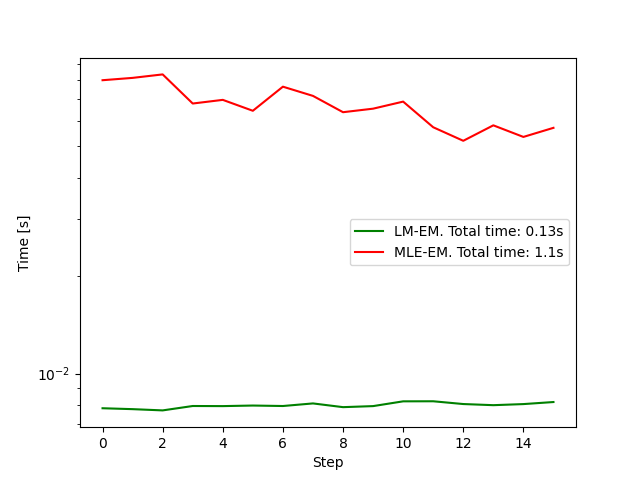 Time [s]
10⁻²
LM-EM. Total time: 0.13s
MLE-EM. Total time: 1.1s
0 2 4 6 8 10 12 14
Step